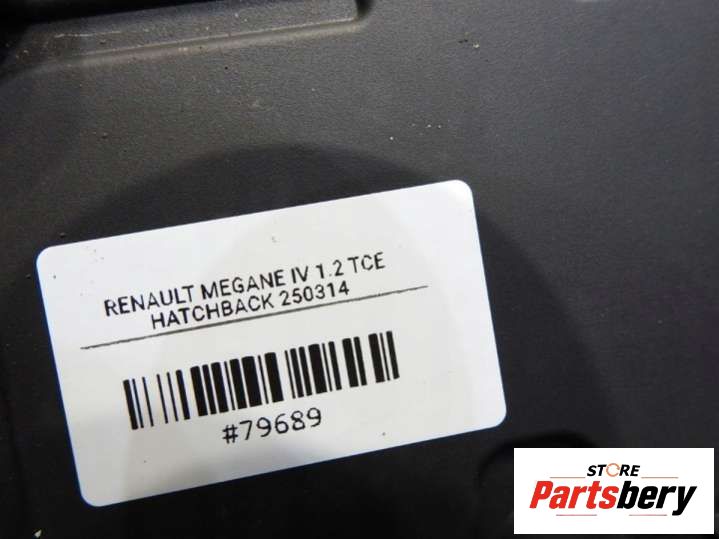 RENAULT MEGANE IV 1.2 TCE
HATCHBACK 250314
#79689
STORE
Partsbery